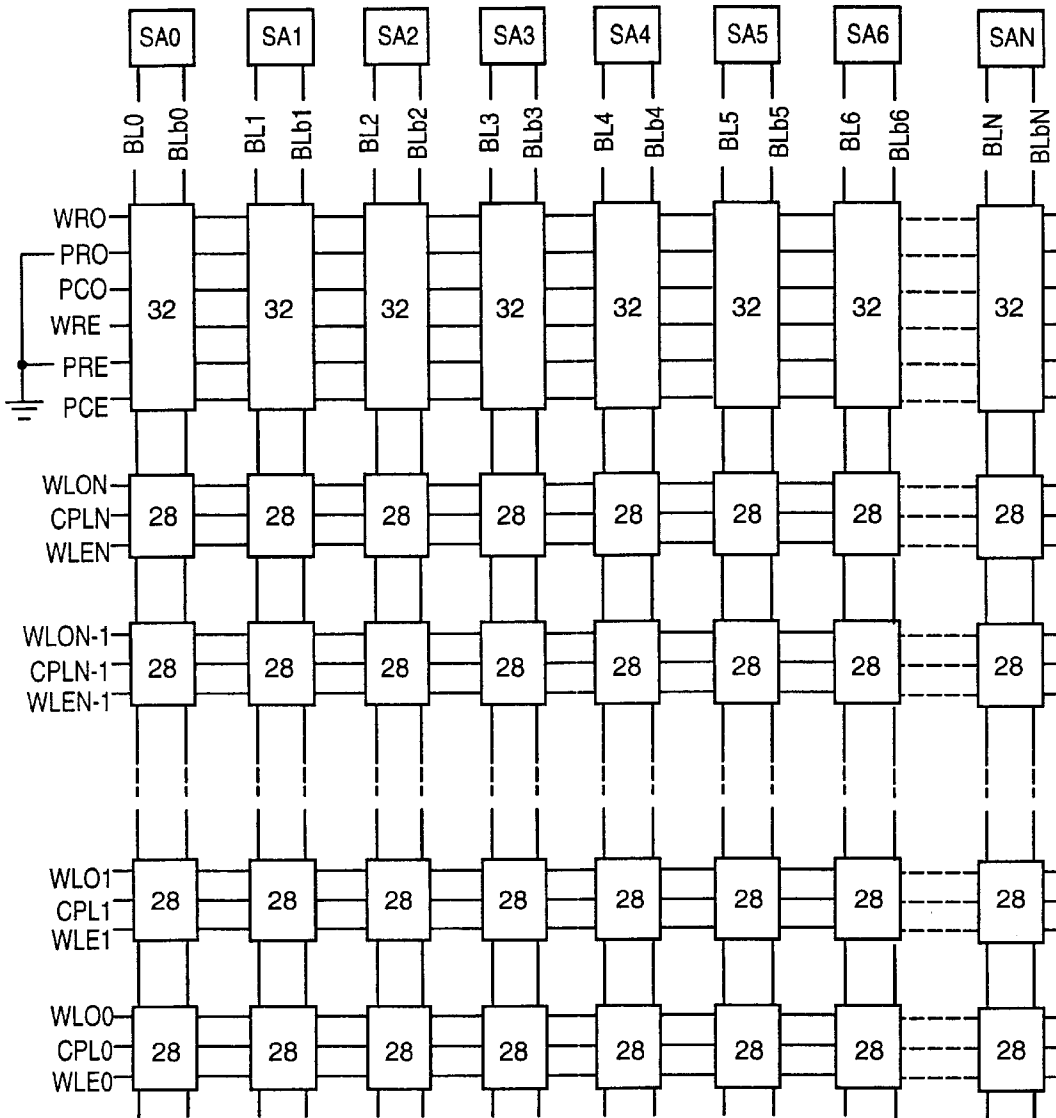 SA0 SA1 SA2 SA3 SA4 SA5 SA6 SAN
BL0 BLb0 BL1 BLb1 BL2 BLb2 BL3 BLb3 BL4 BLb4 BL5 BLb5 BL6 BLb6 BLN BLbN
WRO
PRO
PCO
32 32 32 32 32 32 32 32
WRE
PRE
PCE
WLON
CPLN 28 28 28 28 28 28 28 28
WLEN
WLON-1
CPLN-1 28 28 28 28 28 28 28 28
WLEN-1
WLO1
CPL1 28 28 28 28 28 28 28 28
WLE1
WLO0
CPL0 28 28 28 28 28 28 28 28
WLE0